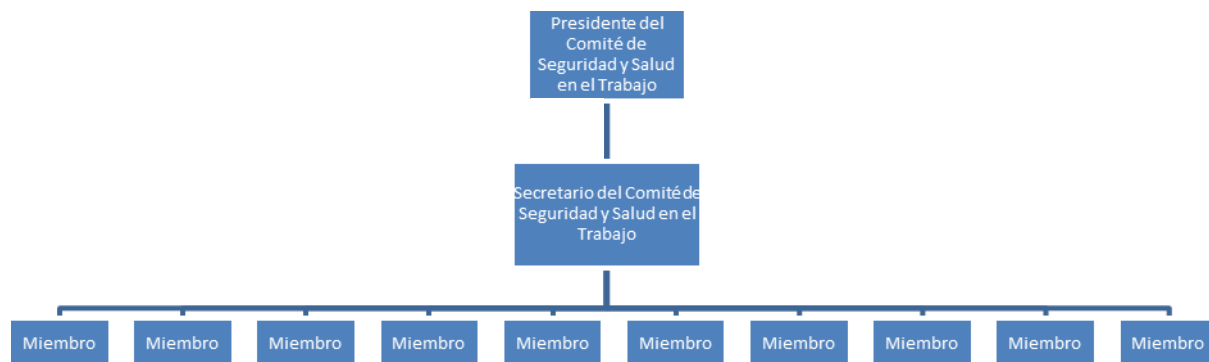 Presidente del
Comité de
Seguridad y Salud
en el Trabajo
Secretario del Comité de
Seguridad y Salud en el
Trabajo
Miembro
Miembro
Miembro
Miembro
Miembro
Miembro
Miembro
Miembro
Miembro
Miembro